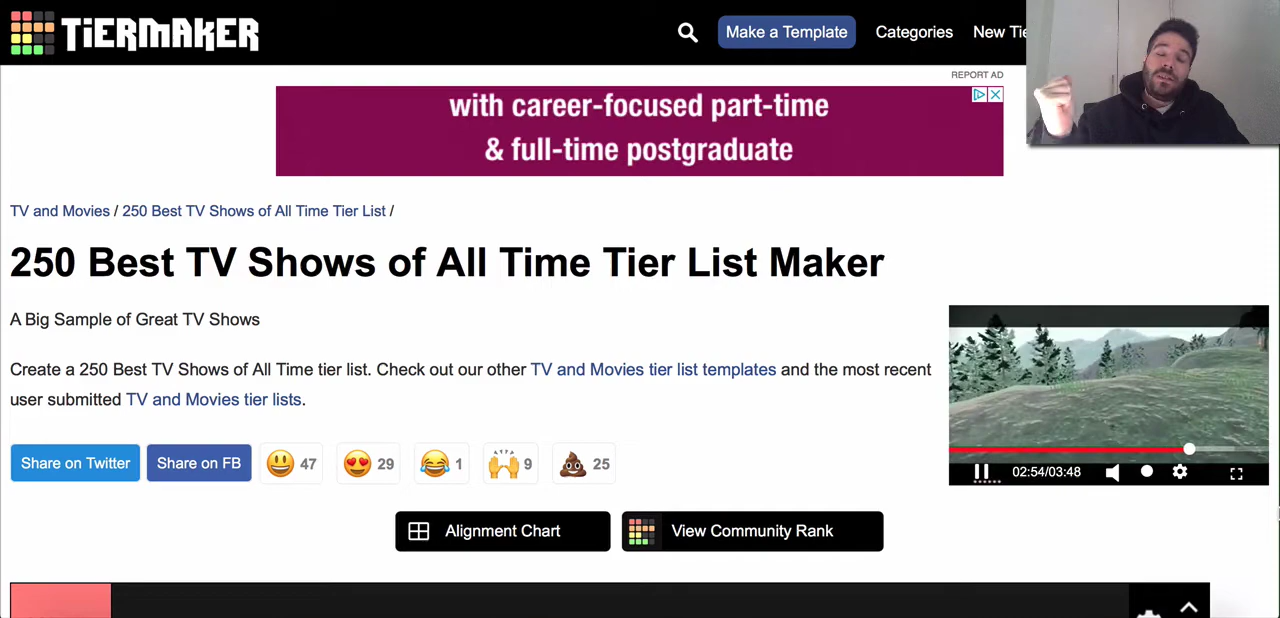 TiERMAKER
Make a Template
Categories
New Tie
REPORT AD
with career-focused part-time
& full-time postgraduate
TV and Movies / 250 Best TV Shows of All Time Tier List /
250 Best TV Shows of All Time Tier List Maker
A Big Sample of Great TV Shows
Create a 250 Best TV Shows of All Time tier list. Check out our other TV and Movies tier list templates and the most recent
user submitted TV and Movies tier lists.
Share on Twitter
Share on FB
47
29
1
9
25
02:54/03:48
Alignment Chart
View Community Rank